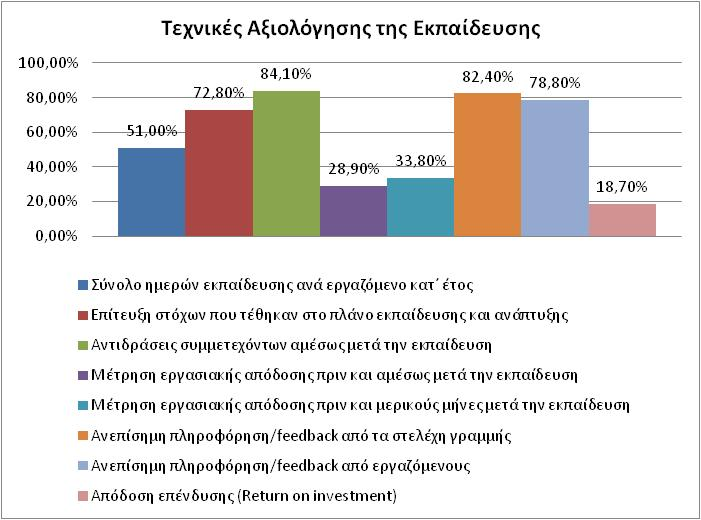 Τεχνικές Αξιολόγησης της Εκπαίδευσης
100,00%
80,00%
60,00%
40,00%
20,00%
0,00%
51,00%
72,80%
84,10%
28,90%
33,80%
82,40%
78,80%
18,70%
Σύνολο ημερών εκπαίδευσης ανά εργαζόμενο κατ΄ έτος
Επίτευξη στόχων που τέθηκαν στο πλάνο εκπαίδευσης και ανάπτυξης
Αντιδράσεις συμμετεχόντων αμέσως μετά την εκπαίδευση
Μέτρηση εργασιακής απόδοσης πριν και αμέσως μετά την εκπαίδευση
Μέτρηση εργασιακής απόδοσης πριν και μερικούς μήνες μετά την εκπαίδευση
Ανεπίσημη πληροφόρηση/feedback από τα στελέχη γραμμής
Ανεπίσημη πληροφόρηση/feedback από εργαζόμενους
Απόδοση επένδυσης (Return on investment)